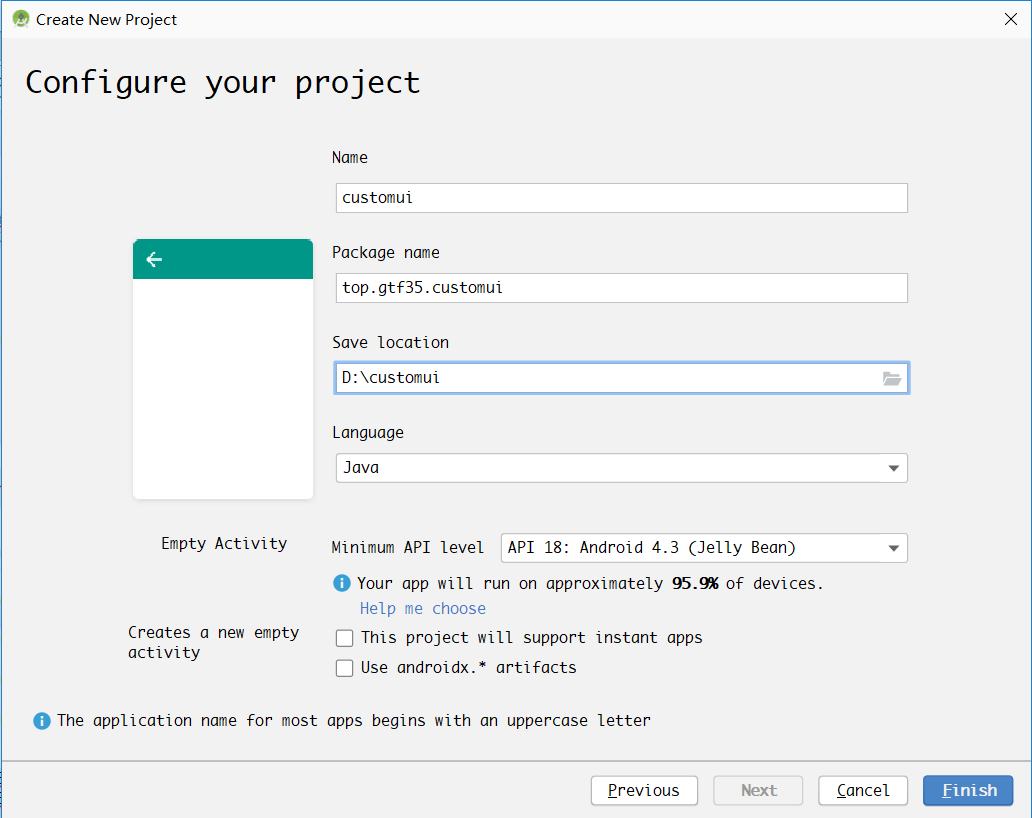 Create New Project
Configure your project
Name
customui
Package name
top.gtf35.customui
Save location
D:\customui
Language
Java
Empty Activity
Minimum API level API 18: Android 4.3 (Jelly Bean)
Your app will run on approximately 95.9% of devices.
Help me choose
Creates a new empty
activity
This project will support instant apps
Use androidx.* artifacts
The application name for most apps begins with an uppercase letter
Previous Next Cancel Finish